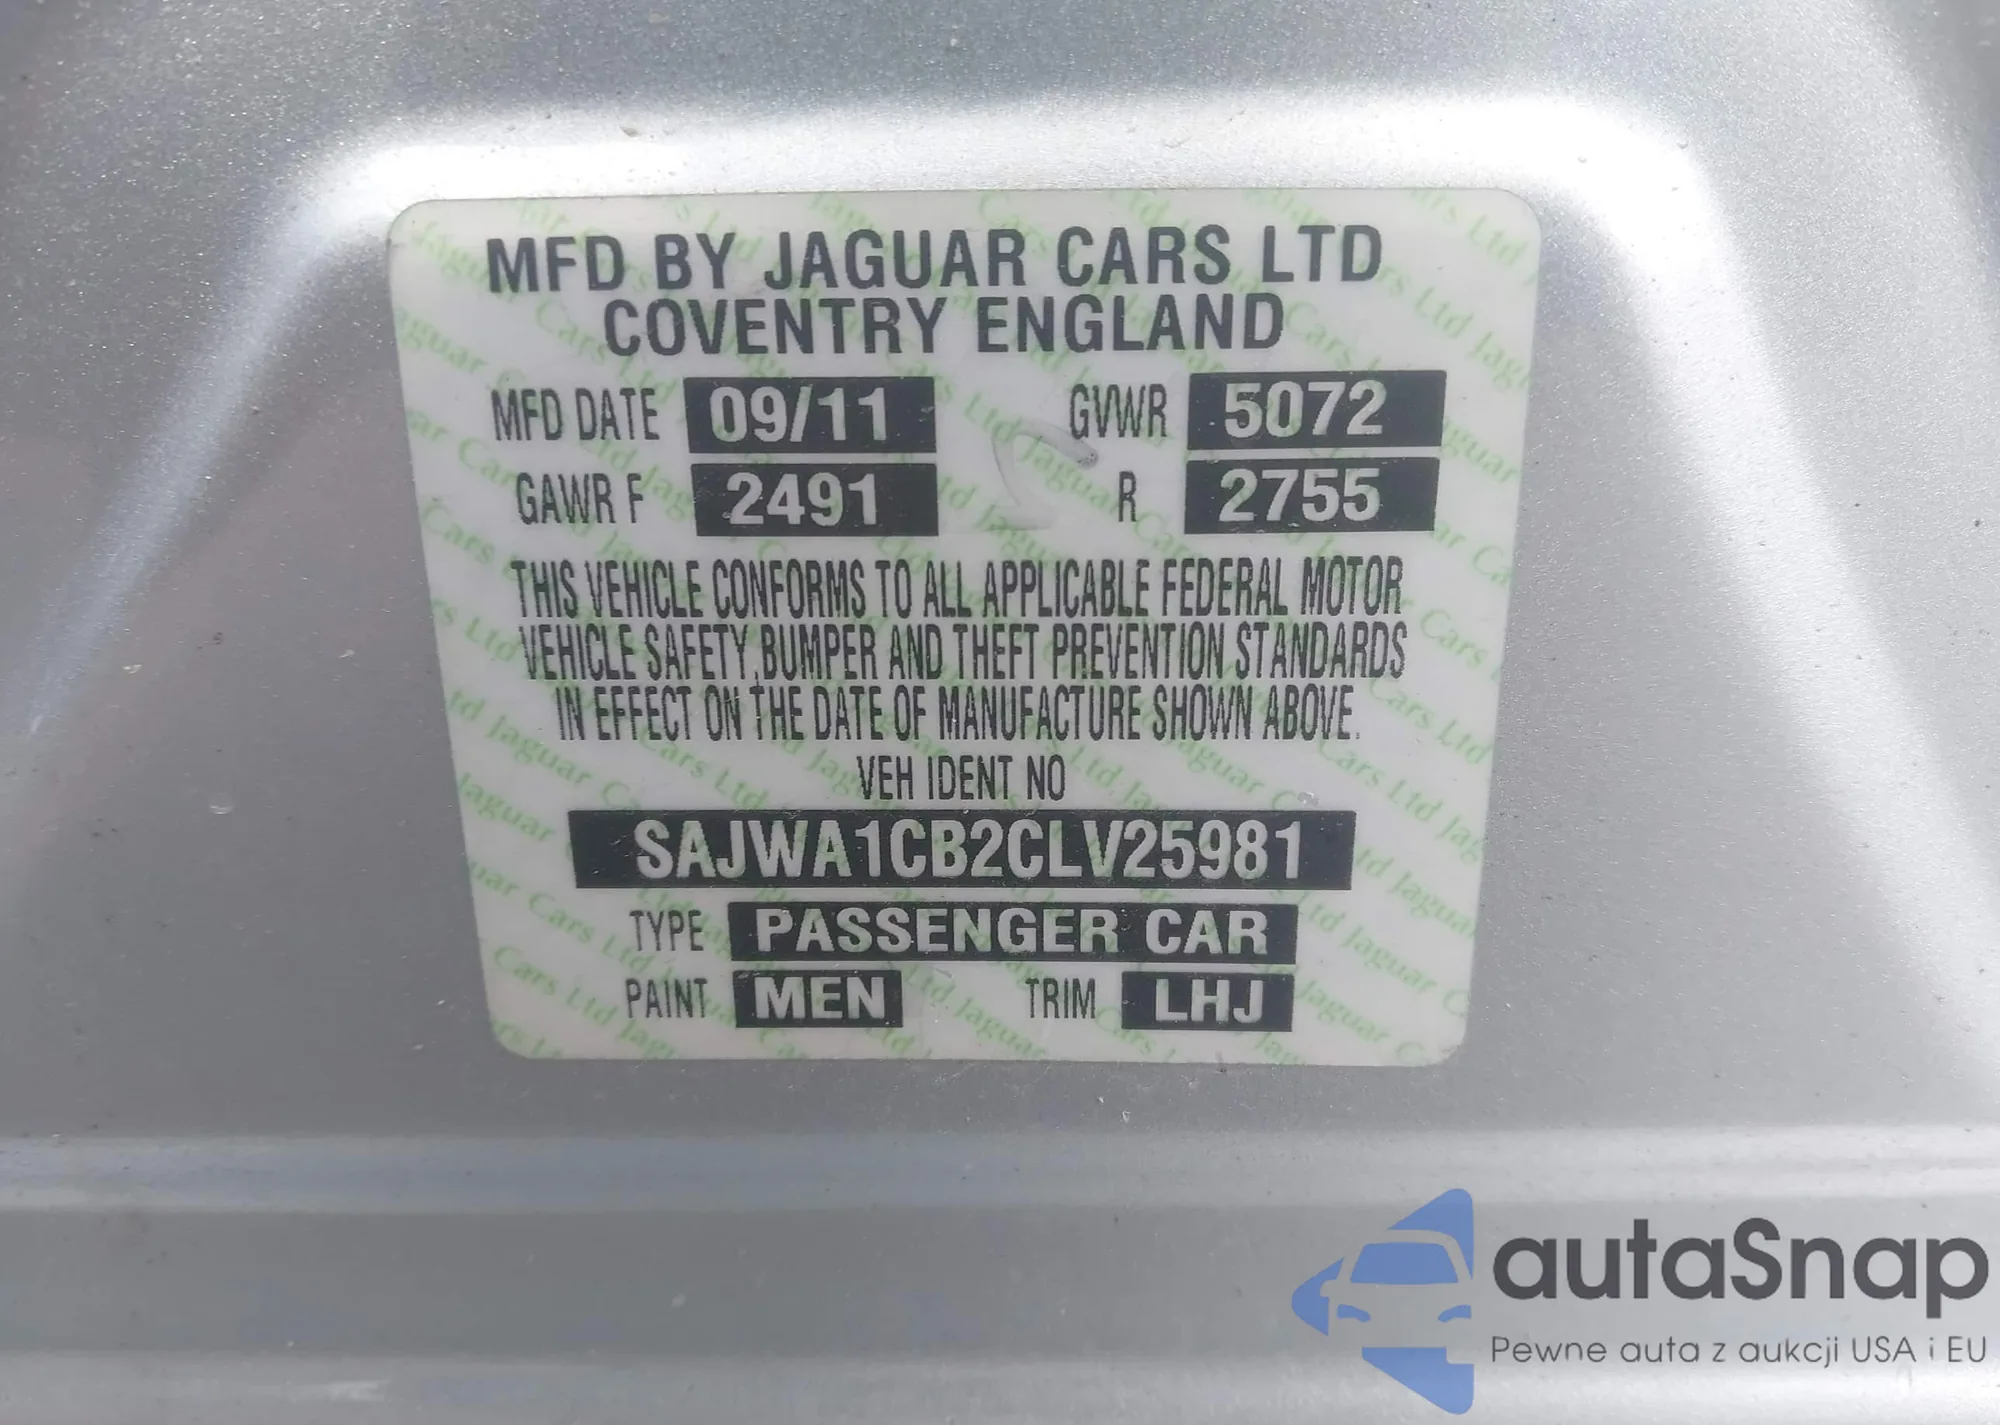 MFD BY JAGUAR CARS LTD
COVENTRY ENGLAND
MFD DATE 09/11 GVWR 5072
GAWR F 2491 R 2755
THIS VEHICLE CONFORMS TO ALL APPLICABLE FEDERAL MOTOR
VEHICLE SAFETY, BUMPER AND THEFT PREVENTION STANDARDS
IN EFFECT ON THE DATE OF MANUFACTURE SHOWN ABOVE.
VEH IDENT NO
SAJWA1CB2CLV25981
TYPE PASSENGER CAR
PAINT MEN TRIM LHJ
autaSnap
Pewne auta z aukcji USA i EU